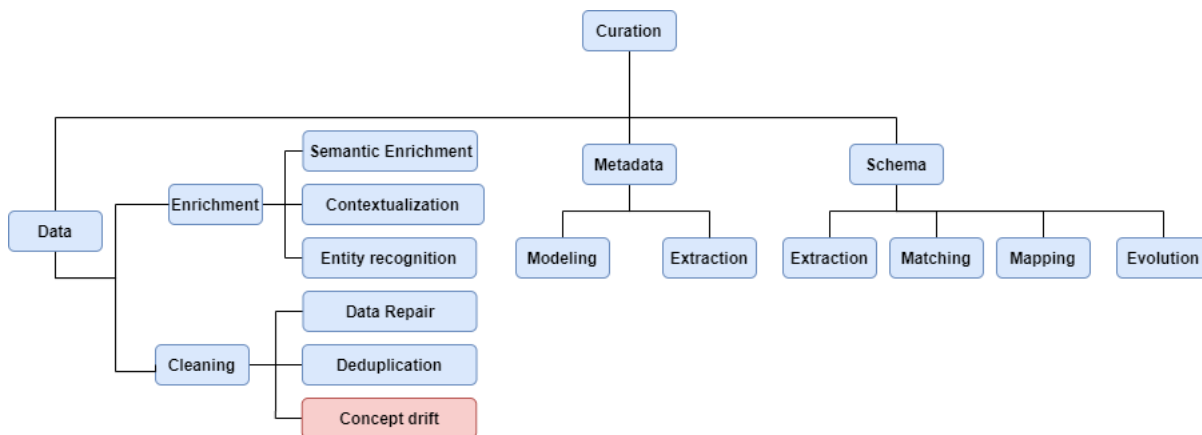 Curation
Data
Enrichment
Semantic Enrichment
Contextualization
Entity recognition
Cleaning
Data Repair
Deduplication
Concept drift
Metadata
Modeling
Extraction
Schema
Extraction
Matching
Mapping
Evolution